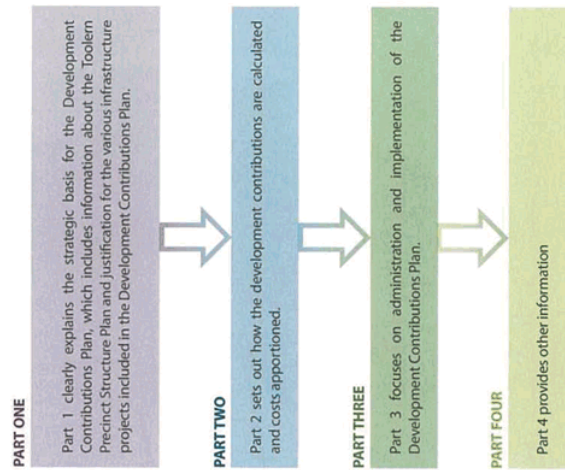 PART ONE
Part 1 clearly explains the strategic basis for the Development
Contributions Plan, which includes information about the Toolern
Precinct Structure Plan and justification for the various infrastructure
projects included in the Development Contributions Plan.
PART TWO
Part 2 sets out how the development contributions are calculated
and costs apportioned.
PART THREE
Part 3 focuses on administration and implementation of the
Development Contributions Plan.
PART FOUR
Part 4 provides other information